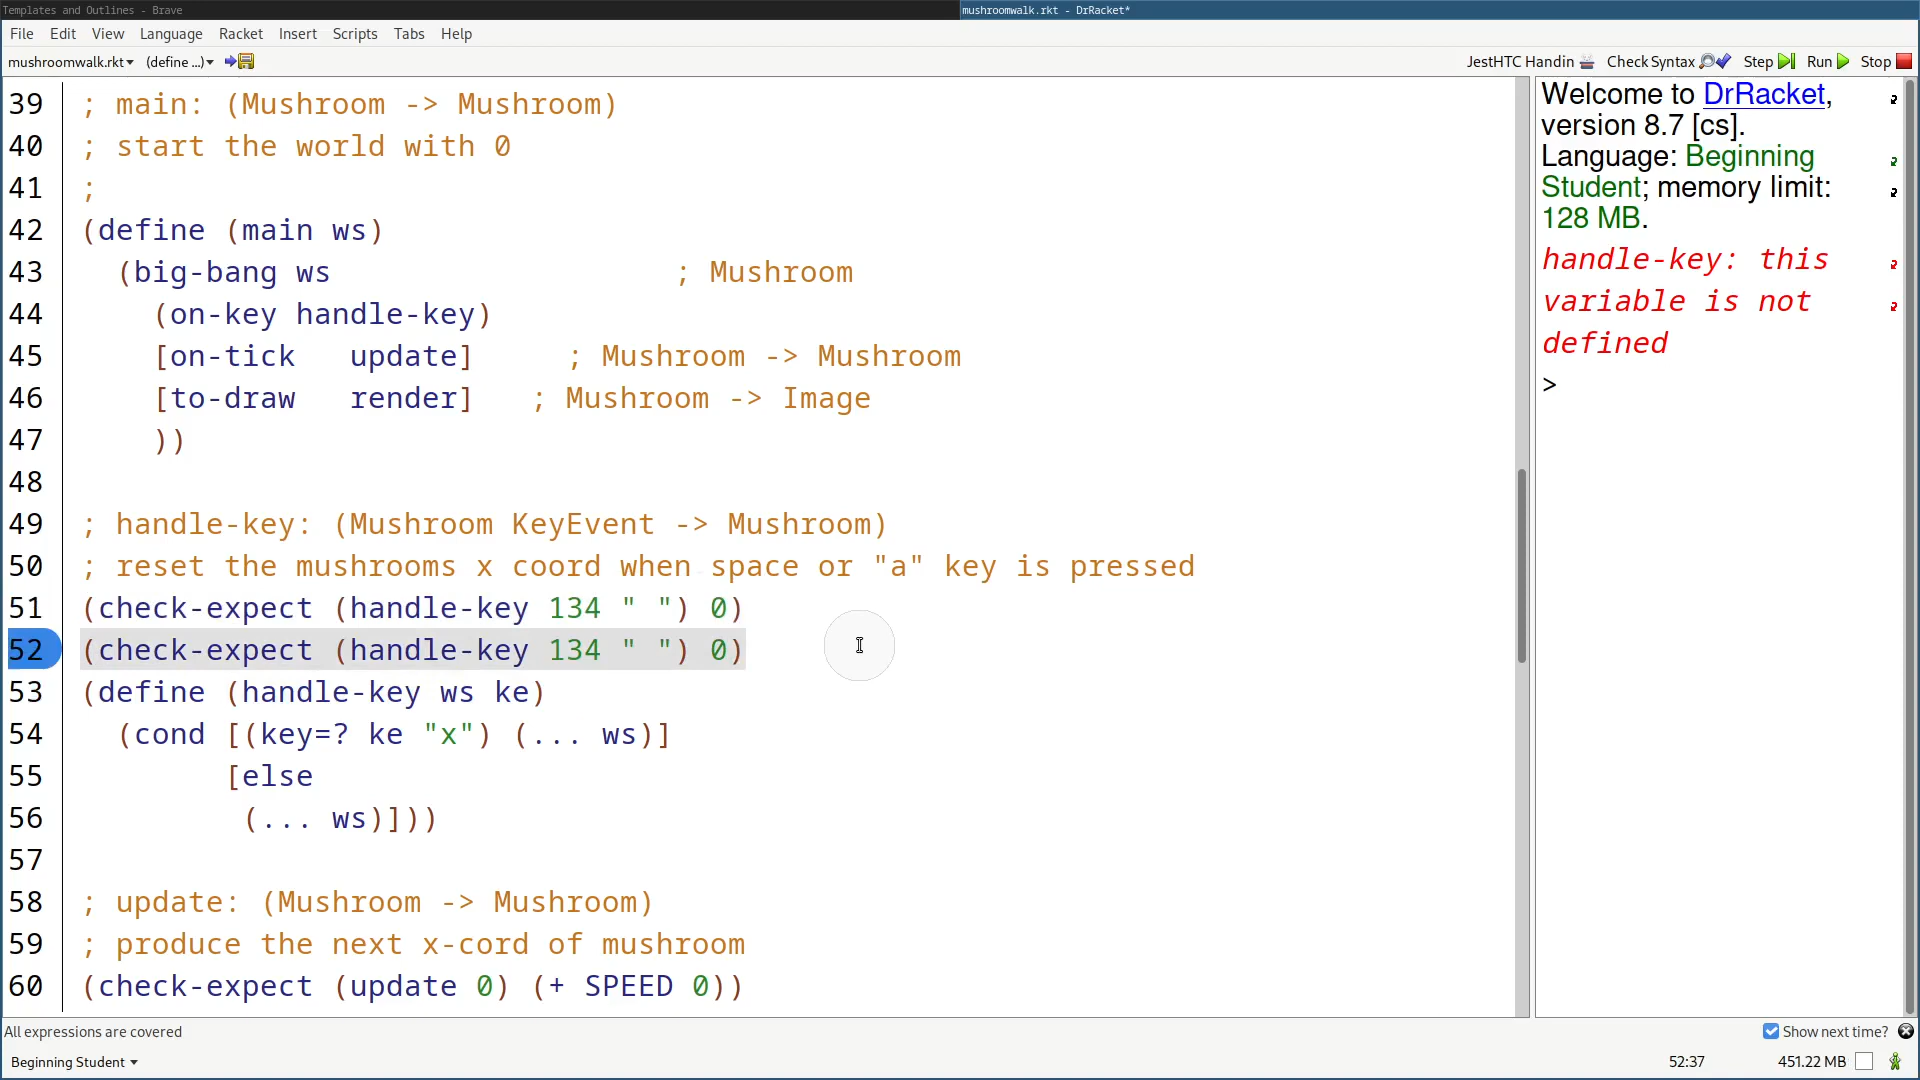 Templates and Outlines - Brave
mushroomwalk.rkt - DrRacket*
File Edit View Language Racket Insert Scripts Tabs Help
mushroomwalk.rkt (define ...) JestHTC Handin Check Syntax Step Run Stop
39 ; main: (Mushroom -> Mushroom)
40 ; start the world with 0
41 ;
42 (define (main ws)
43 (big-bang ws ; Mushroom
44 (on-key handle-key)
45 [on-tick update] ; Mushroom -> Mushroom
46 [to-draw render] ; Mushroom -> Image
47 ))
48
49 ; handle-key: (Mushroom KeyEvent -> Mushroom)
50 ; reset the mushrooms x coord when space or "a" key is pressed
51 (check-expect (handle-key 134 " ") 0)
52 (check-expect (handle-key 134 " ") 0)
53 (define (handle-key ws ke)
54 (cond [(key=? ke "x") (... ws)]
55 [else
56 (... ws)]))
57
58 ; update: (Mushroom -> Mushroom)
59 ; produce the next x-cord of mushroom
60 (check-expect (update 0) (+ SPEED 0))
Welcome to DrRacket,
version 8.7 [cs].
Language: Beginning
Student; memory limit:
128 MB.
handle-key: this
variable is not
defined
>
All expressions are covered
Show next time?
Beginning Student
52:37
451.22 MB